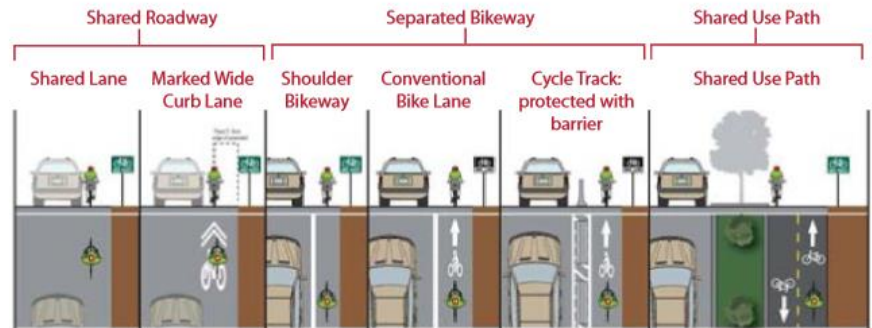 Shared Roadway
Separated Bikeway
Shared Use Path
Shared Lane
Marked Wide
Curb Lane
Shoulder
Bikeway
Conventional
Bike Lane
Cycle Track:
protected with
barrier
Shared Use Path